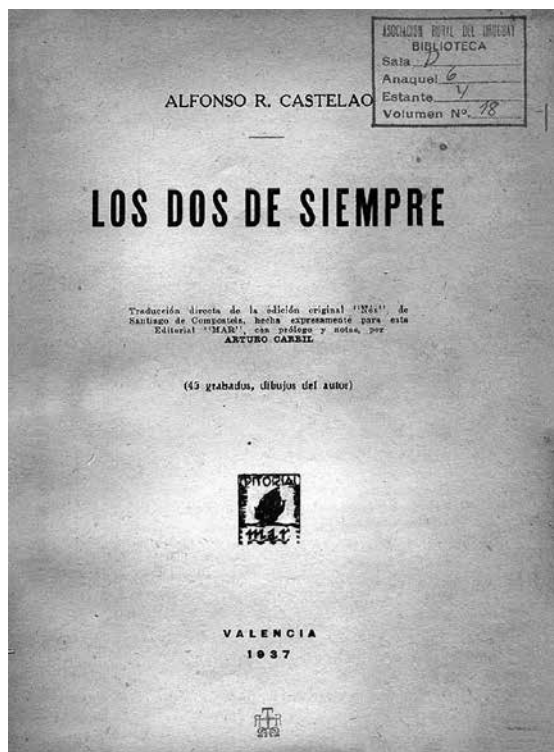 ASOCIACION RURAL DEL URUGUAY
BIBLIOTECA
Sala D
Anaquel 6
Estante 4
Volumen Nº. 18
ALFONSO R. CASTELAO
LOS DOS DE SIEMPRE
Traducción directa de la edición original "Nós", de
Santiago de Compostela, hecha expresamente para esta
Editorial "MAR", con prólogo y notas, por
ARTURO CARRIL
(45 grabados, dibujos del autor)
EDITORIAL
mar
VALENCIA
1937